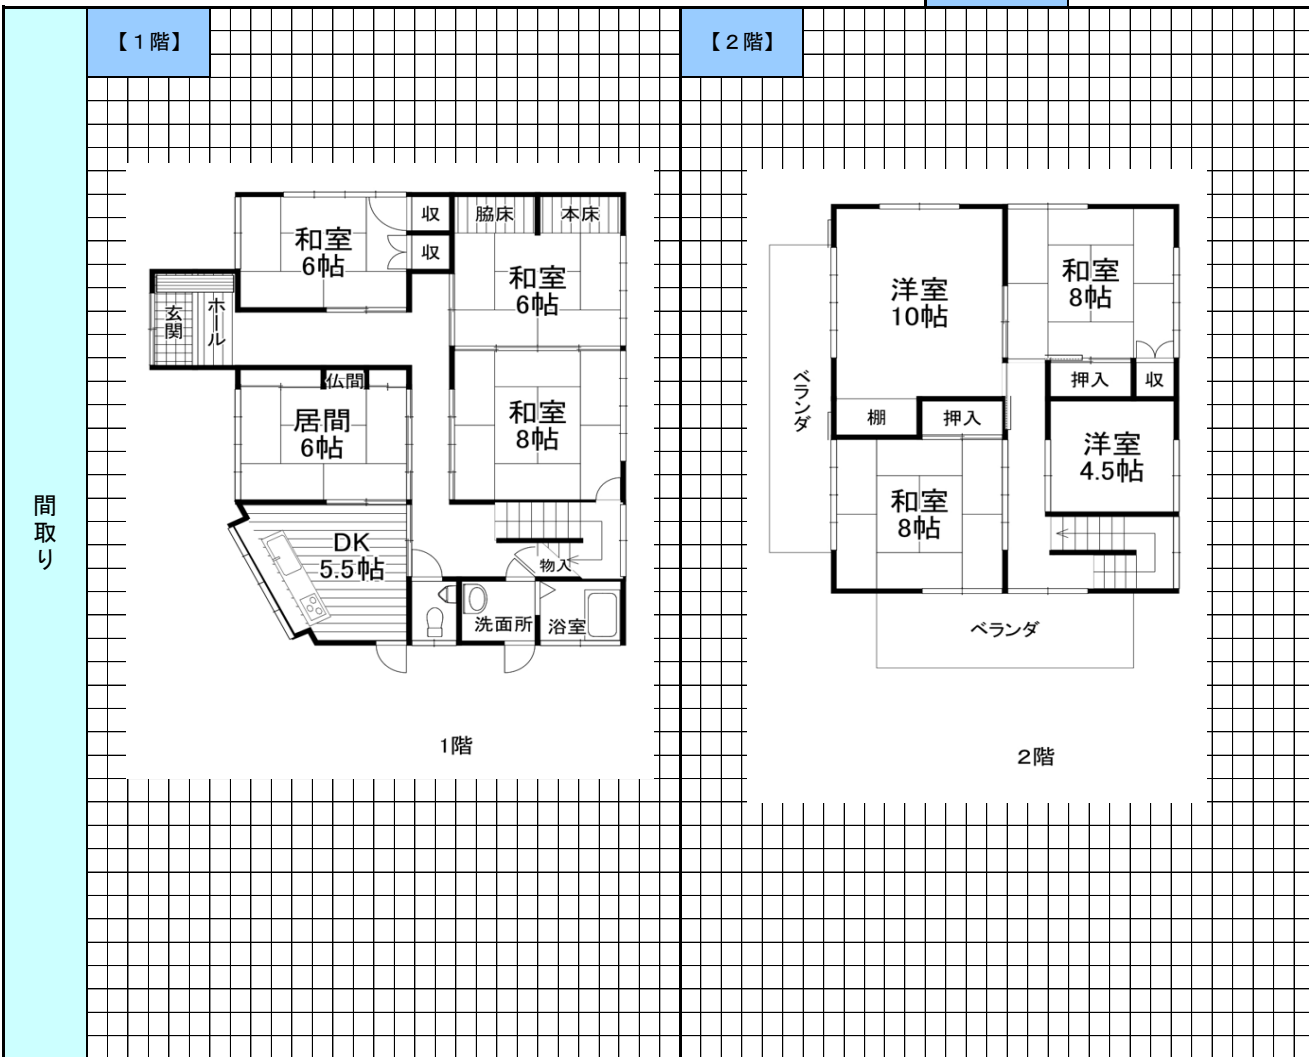 間取り
【１階】
収
脇床
本床
和室
6帖
収
和室
6帖
玄関
ホール
仏間
居間
6帖
和室
8帖
DK
5.5帖
物入
洗面所
浴室
1階
【２階】
洋室
10帖
和室
8帖
ベランダ
押入
収
棚
押入
洋室
4.5帖
和室
8帖
ベランダ
２階